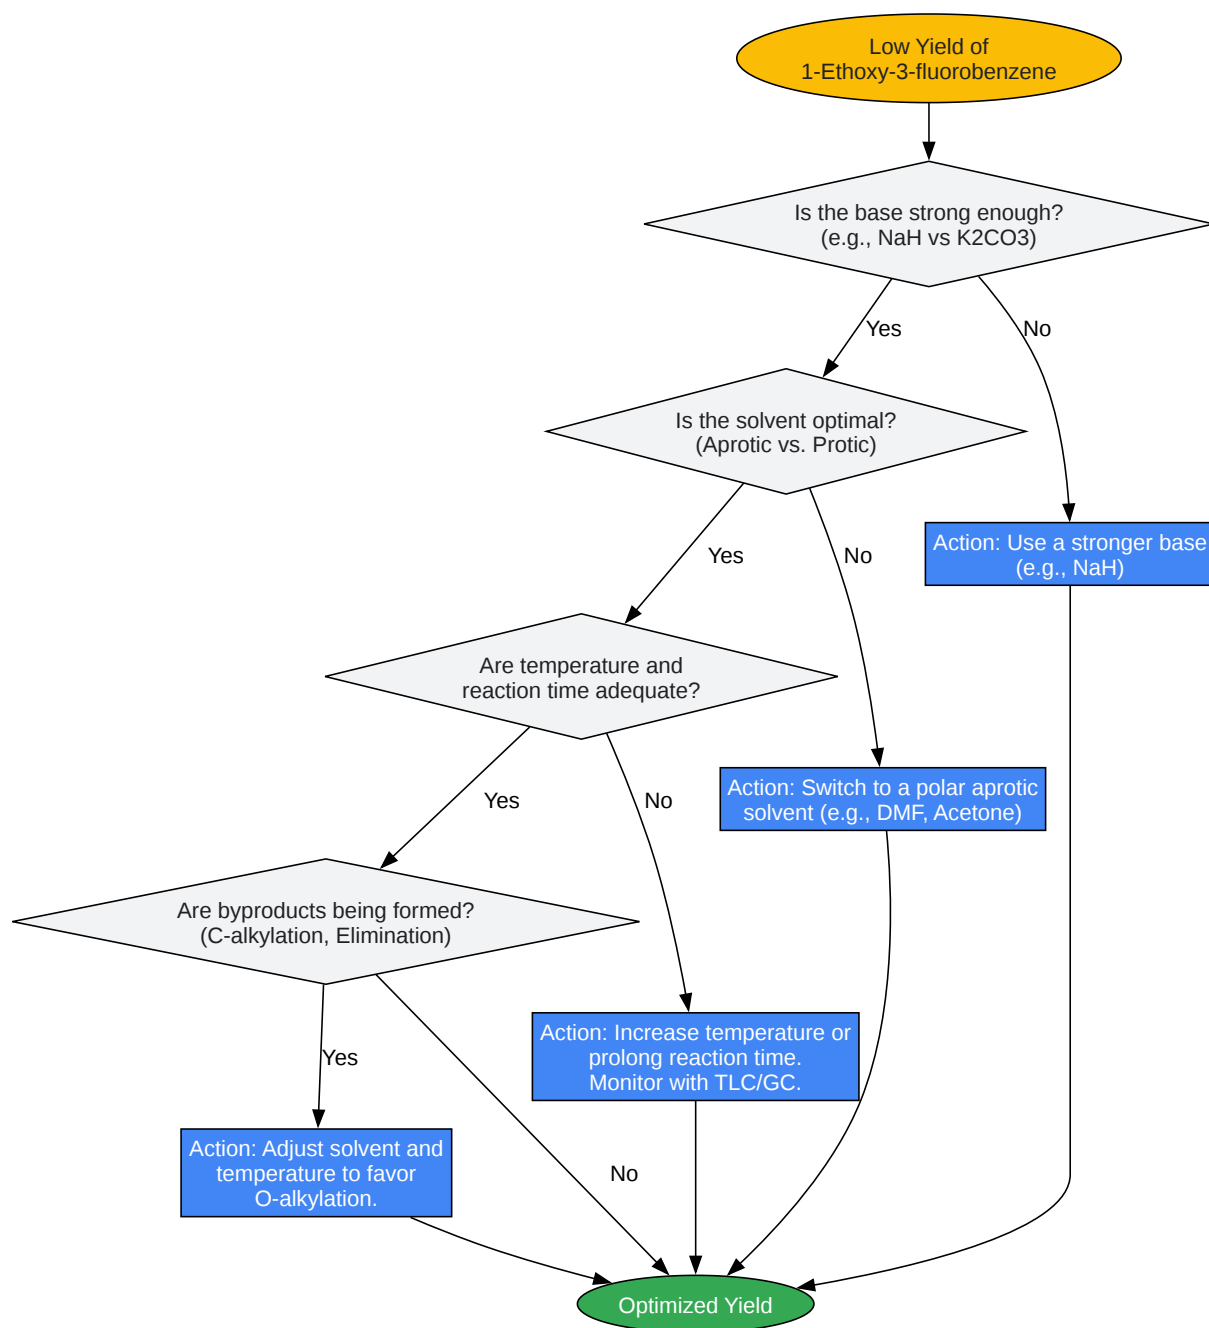 Low Yield of
1-Ethoxy-3-fluorobenzene
Is the base strong enough?
(e.g., NaH vs K2CO3)
Yes
No
Is the solvent optimal?
(Aprotic vs. Protic)
Action: Use a stronger base
(e.g., NaH)
Yes
No
Are temperature and
reaction time adequate?
Action: Switch to a polar aprotic
solvent (e.g., DMF, Acetone)
Yes
No
Are byproducts being formed?
(C-alkylation, Elimination)
Action: Increase temperature or
prolong reaction time.
Monitor with TLC/GC.
Yes
No
Action: Adjust solvent and
temperature to favor
O-alkylation.
Optimized Yield